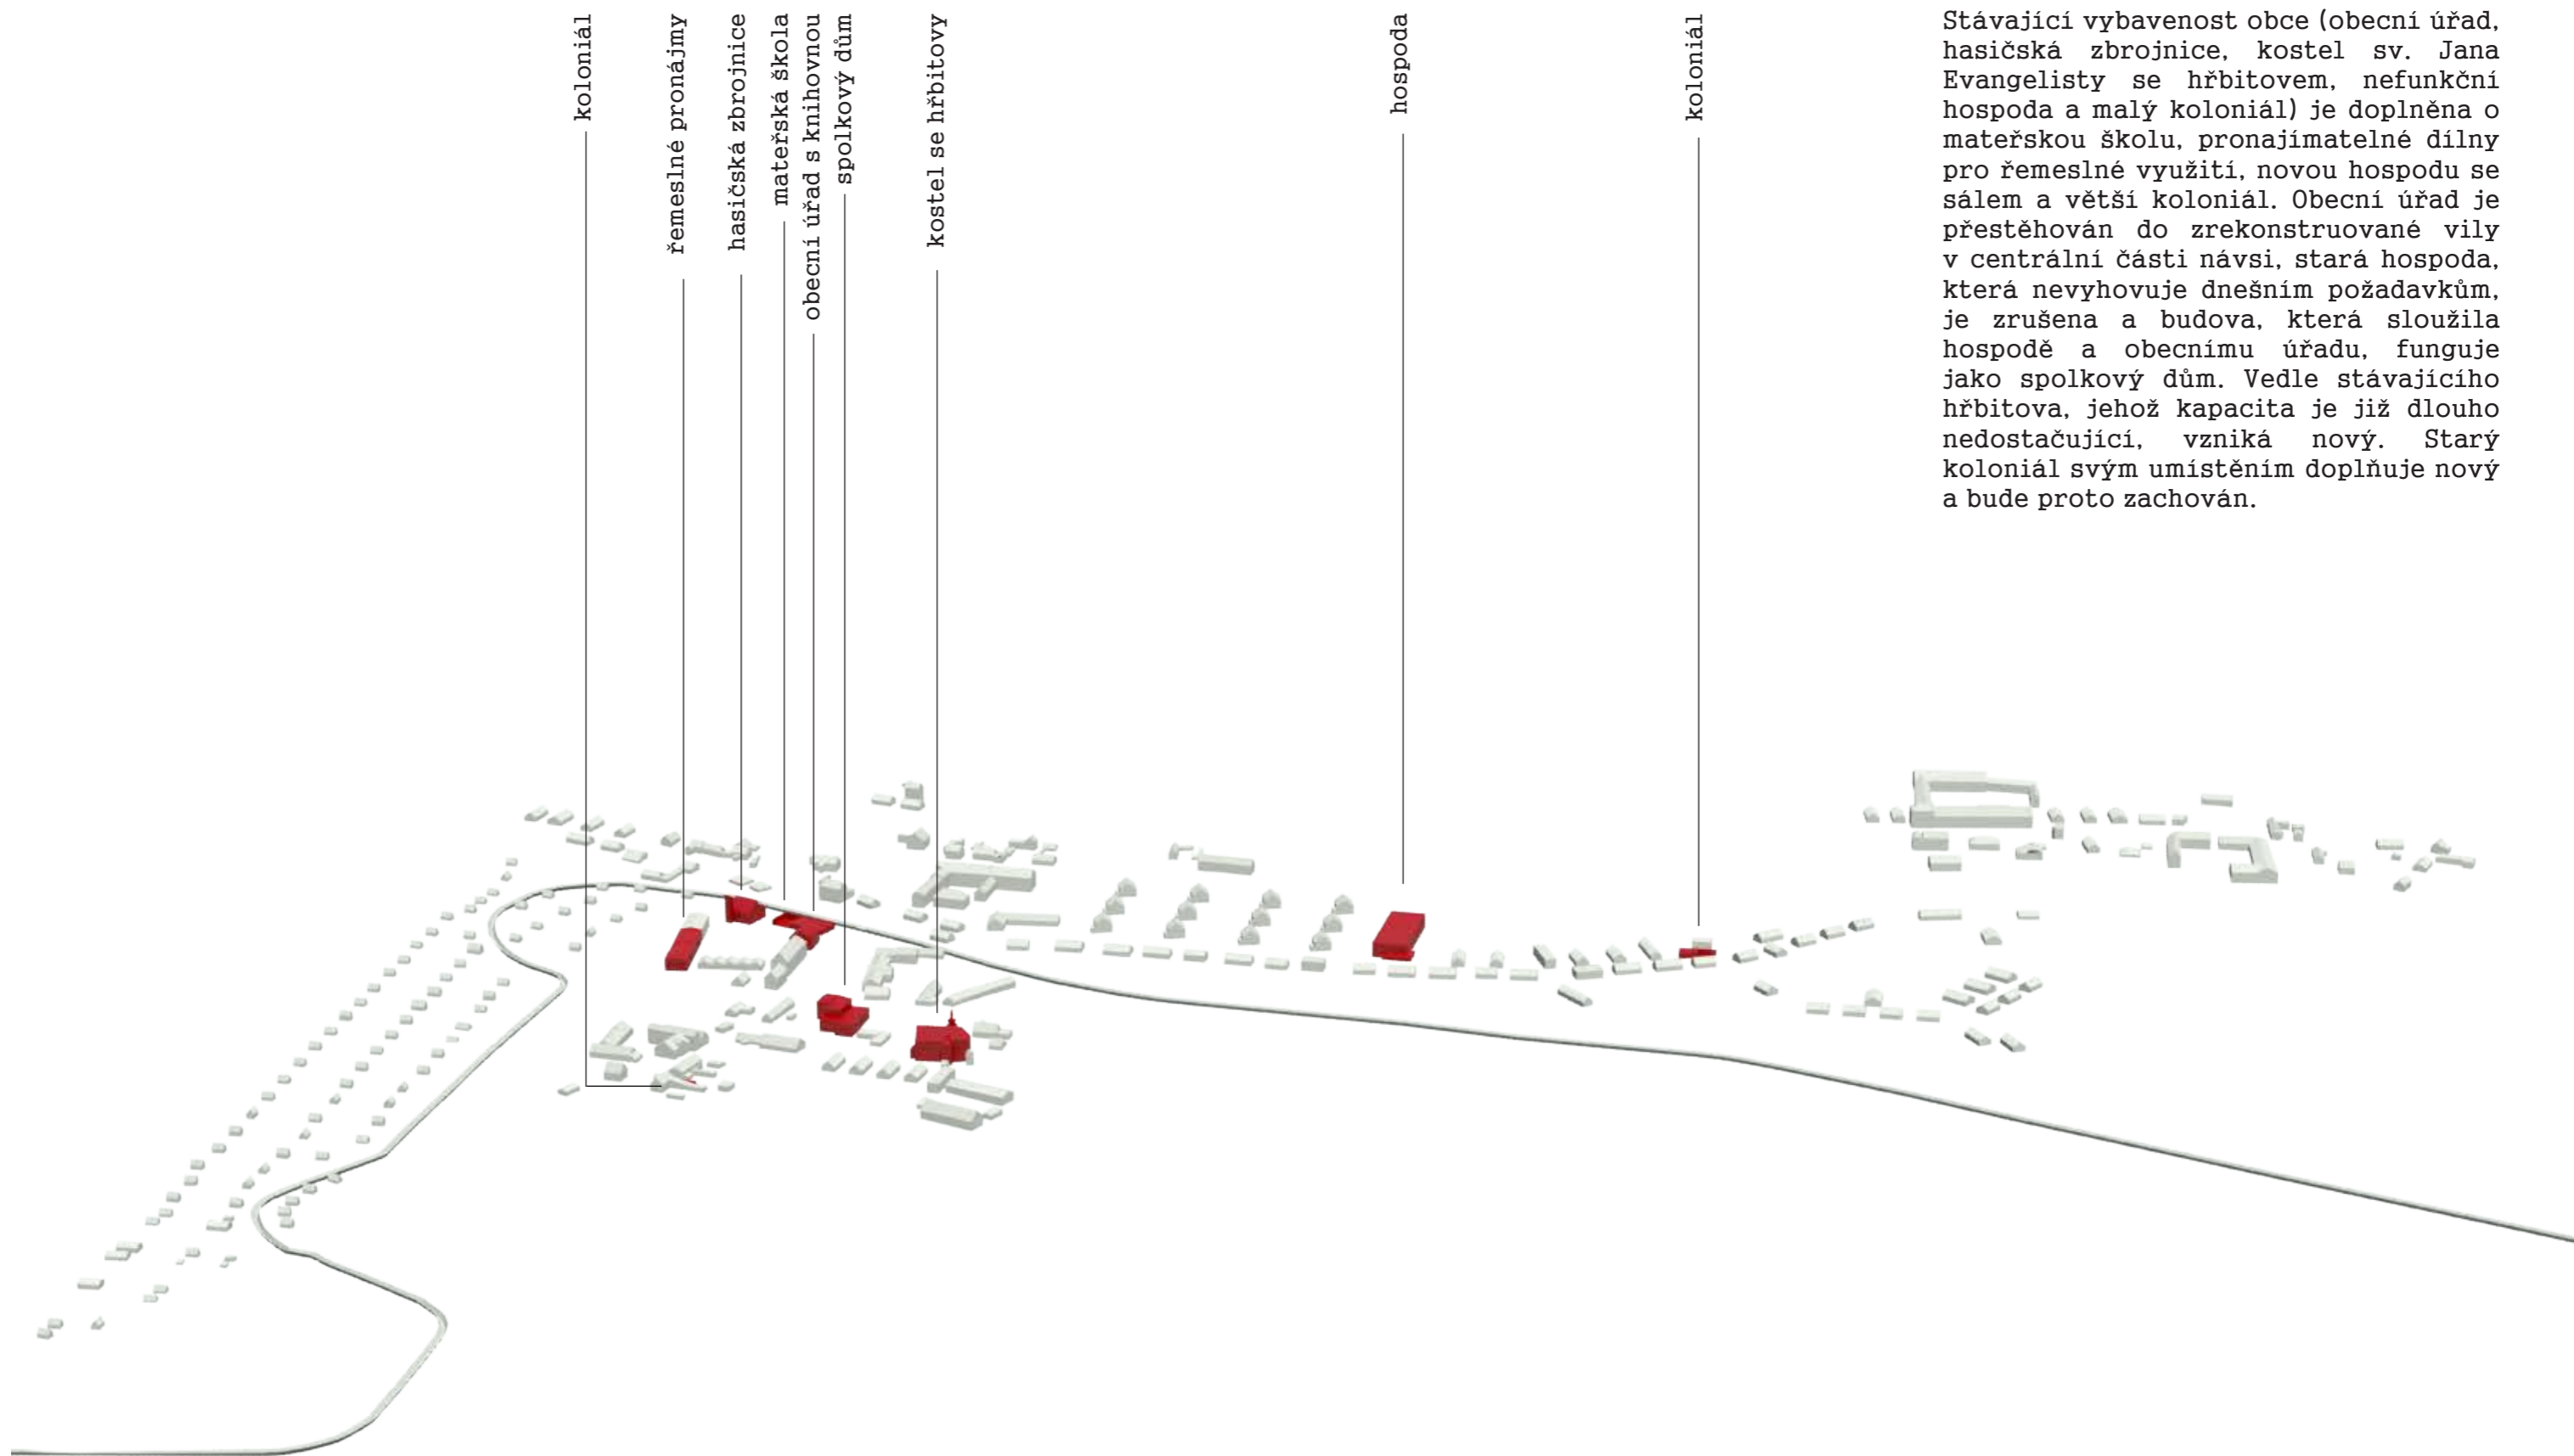 koloniál
řemeslné pronájmy
hasičská zbrojnice
mateřská škola
obecní úřad s knihovnou
spolkový dům
kostel se hřbitovy
hospoda
koloniál
Stávající vybavenost obce (obecní úřad,
hasičská zbrojnice, kostel sv. Jana
Evangelisty se hřbitovem, nefunkční
hospoda a malý koloniál) je doplněna o
mateřskou školu, pronajímatelné dílny
pro řemeslné využití, novou hospodu se
sálem a větší koloniál. Obecní úřad je
přestěhován do zrekonstruované vily
v centrální části návsi, stará hospoda,
která nevyhovuje dnešním požadavkům,
je zrušena a budova, která sloužila
hospodě a obecnímu úřadu, funguje
jako spolkový dům. Vedle stávajícího
hřbitova, jehož kapacita je již dlouho
nedostačující, vzniká nový. Starý
koloniál svým umístěním doplňuje nový
a bude proto zachován.